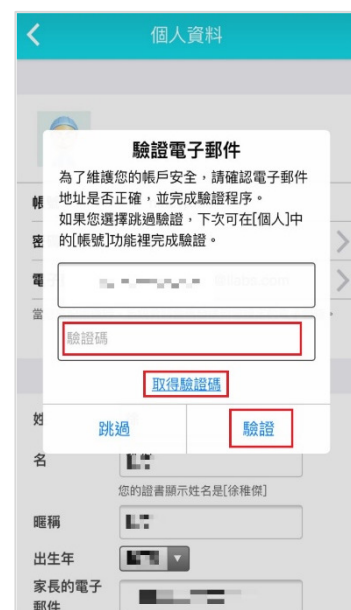 個人資料
驗證電子郵件
為了維護您的帳戶安全，請確認電子郵件
地址是否正確，並完成驗證程序。
如果您選擇跳過驗證，下次可在[個人]中
的[帳號]功能裡完成驗證。
帳
密
電
當
驗證碼
取得驗證碼
跳過
驗證
姓
名
您的證書顯示姓名是[徐稚傑]
暱稱
出生年
家長的電子
郵件